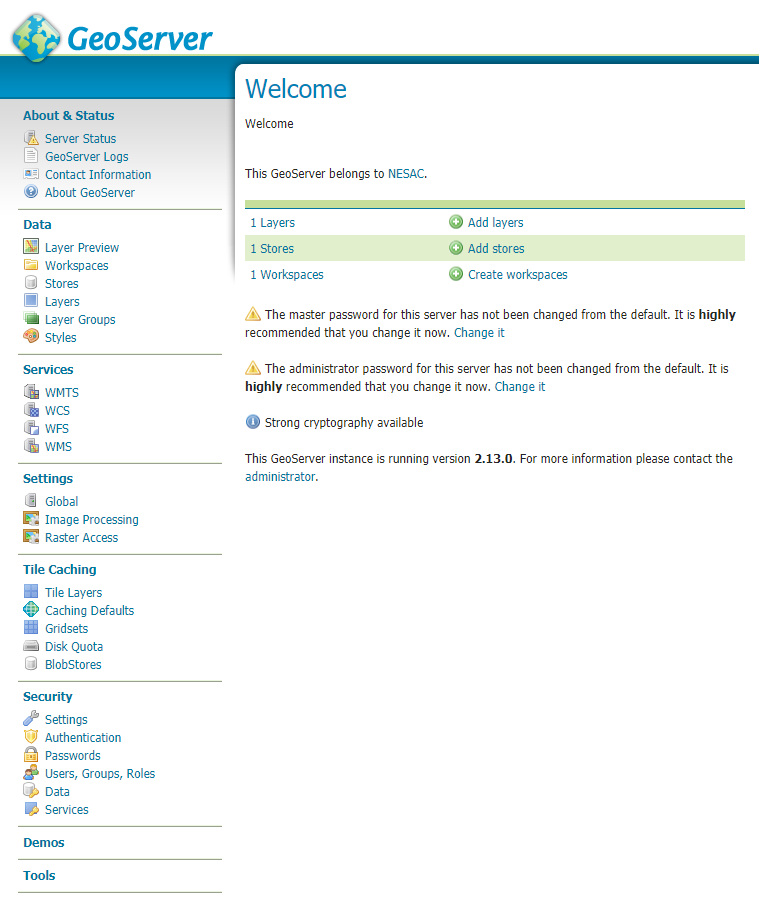 GeoServer
About & Status
Server Status
GeoServer Logs
Contact Information
About GeoServer
Data
Layer Preview
Workspaces
Stores
Layers
Layer Groups
Styles
Services
WMTS
WCS
WFS
WMS
Settings
Global
Image Processing
Raster Access
Tile Caching
Tile Layers
Caching Defaults
Gridsets
Disk Quota
BlobStores
Security
Settings
Authentication
Passwords
Users, Groups, Roles
Data
Services
Demos
Tools
Welcome
Welcome
This GeoServer belongs to NESAC.
1 Layers Add layers
1 Stores Add stores
1 Workspaces Create workspaces
The master password for this server has not been changed from the default. It is highly
recommended that you change it now. Change it
The administrator password for this server has not been changed from the default. It is
highly recommended that you change it now. Change it
Strong cryptography available
This GeoServer instance is running version 2.13.0. For more information please contact the
administrator.